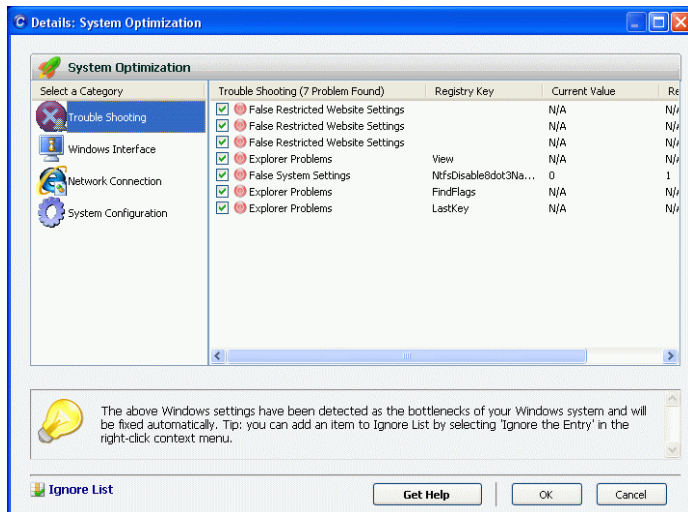 Details: System Optimization
System Optimization
Select a Category
Trouble Shooting
Windows Interface
Network Connection
System Configuration
Trouble Shooting (7 Problem Found) Registry Key Current Value Re
False Restricted Website Settings N/A N/
False Restricted Website Settings N/A N/
False Restricted Website Settings N/A N/
Explorer Problems View N/A N/
False System Settings NtfsDisable8dot3Na... 0 1
Explorer Problems FindFlags N/A N/
Explorer Problems LastKey N/A N/
The above Windows settings have been detected as the bottlenecks of your Windows system and will
be fixed automatically. Tip: you can add an item to Ignore List by selecting 'Ignore the Entry' in the
right-click context menu.
Ignore List
Get Help
OK
Cancel